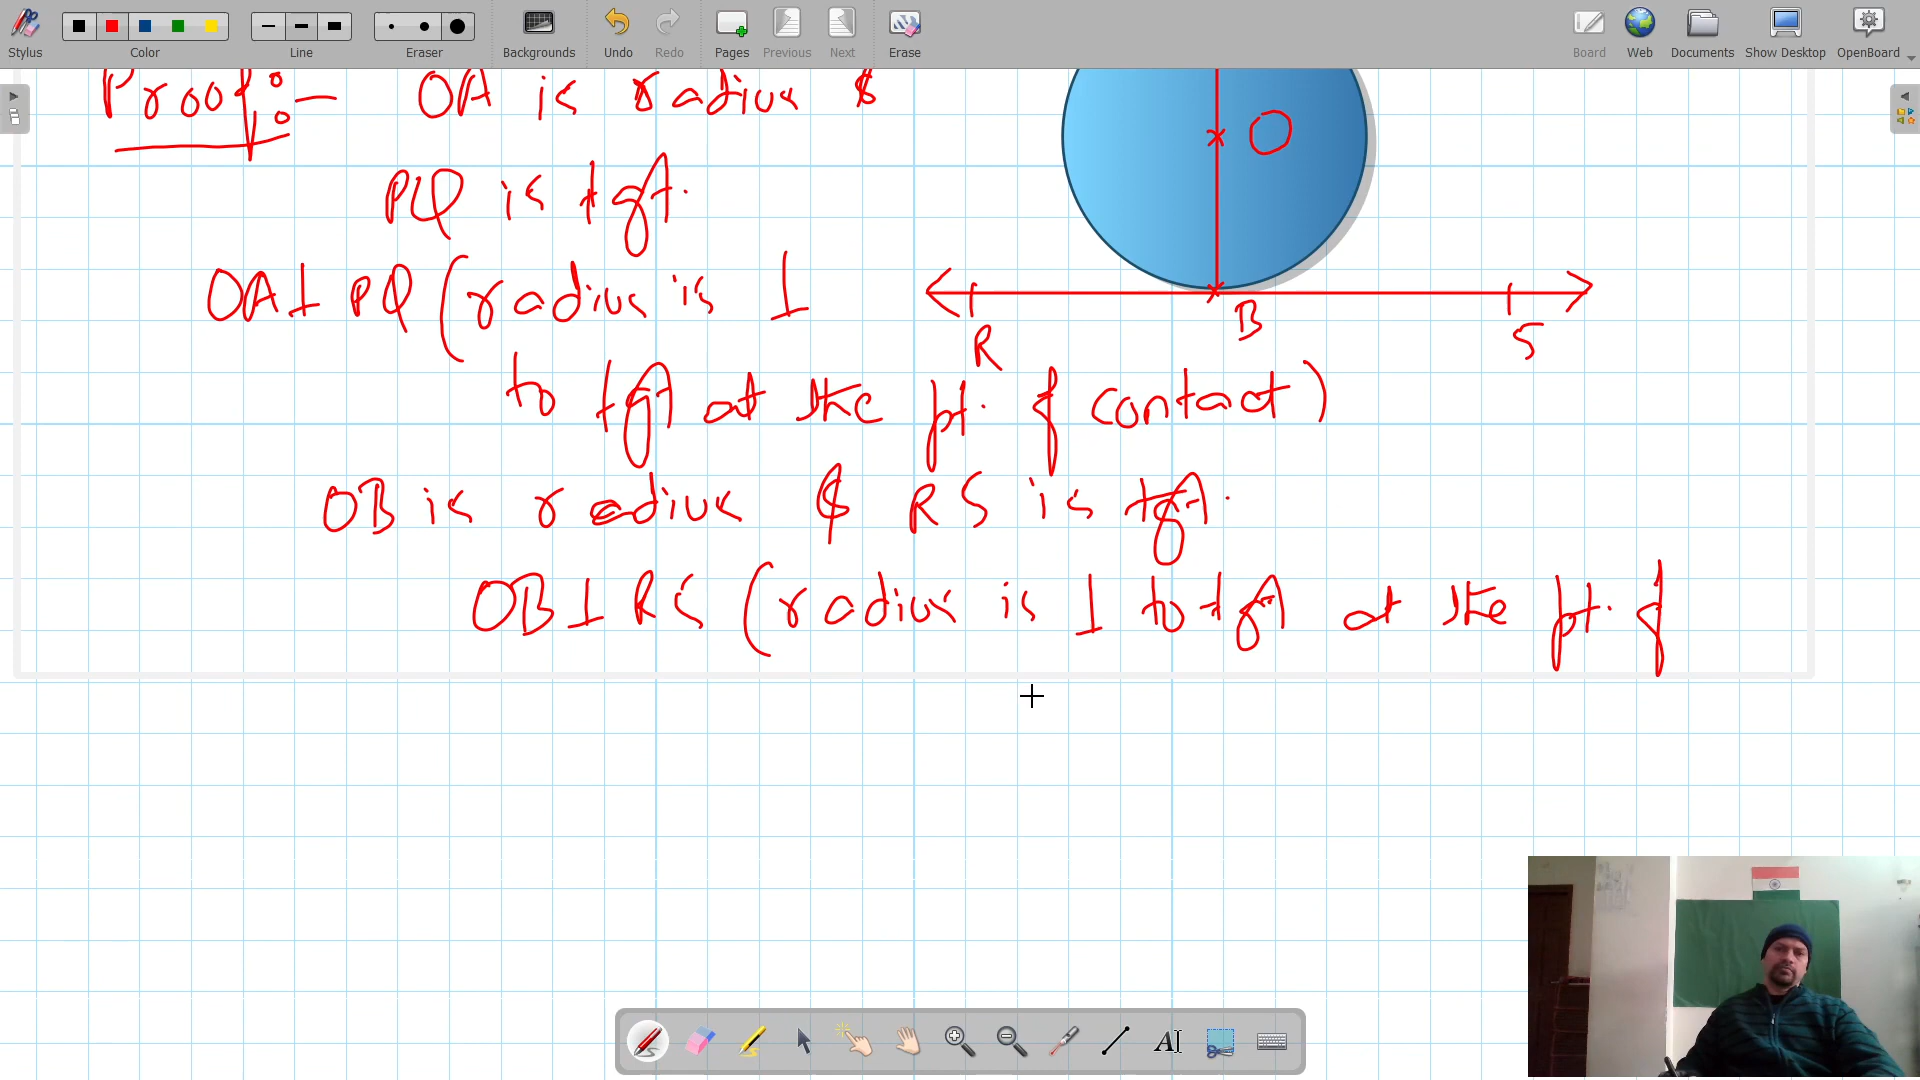 Stylus Color Line Eraser Backgrounds Undo Redo Pages Previous Next Erase Board Web Documents Show Desktop OpenBoard
Proof :- OA is radius &
PQ is tgt.
OA ⊥ PQ (radius is ⊥
to tgt at the pt. of contact)
OB is radius & RS is tgt.
OB ⊥ RS (radius is ⊥ to tgt at the pt. of
O
R B S
A